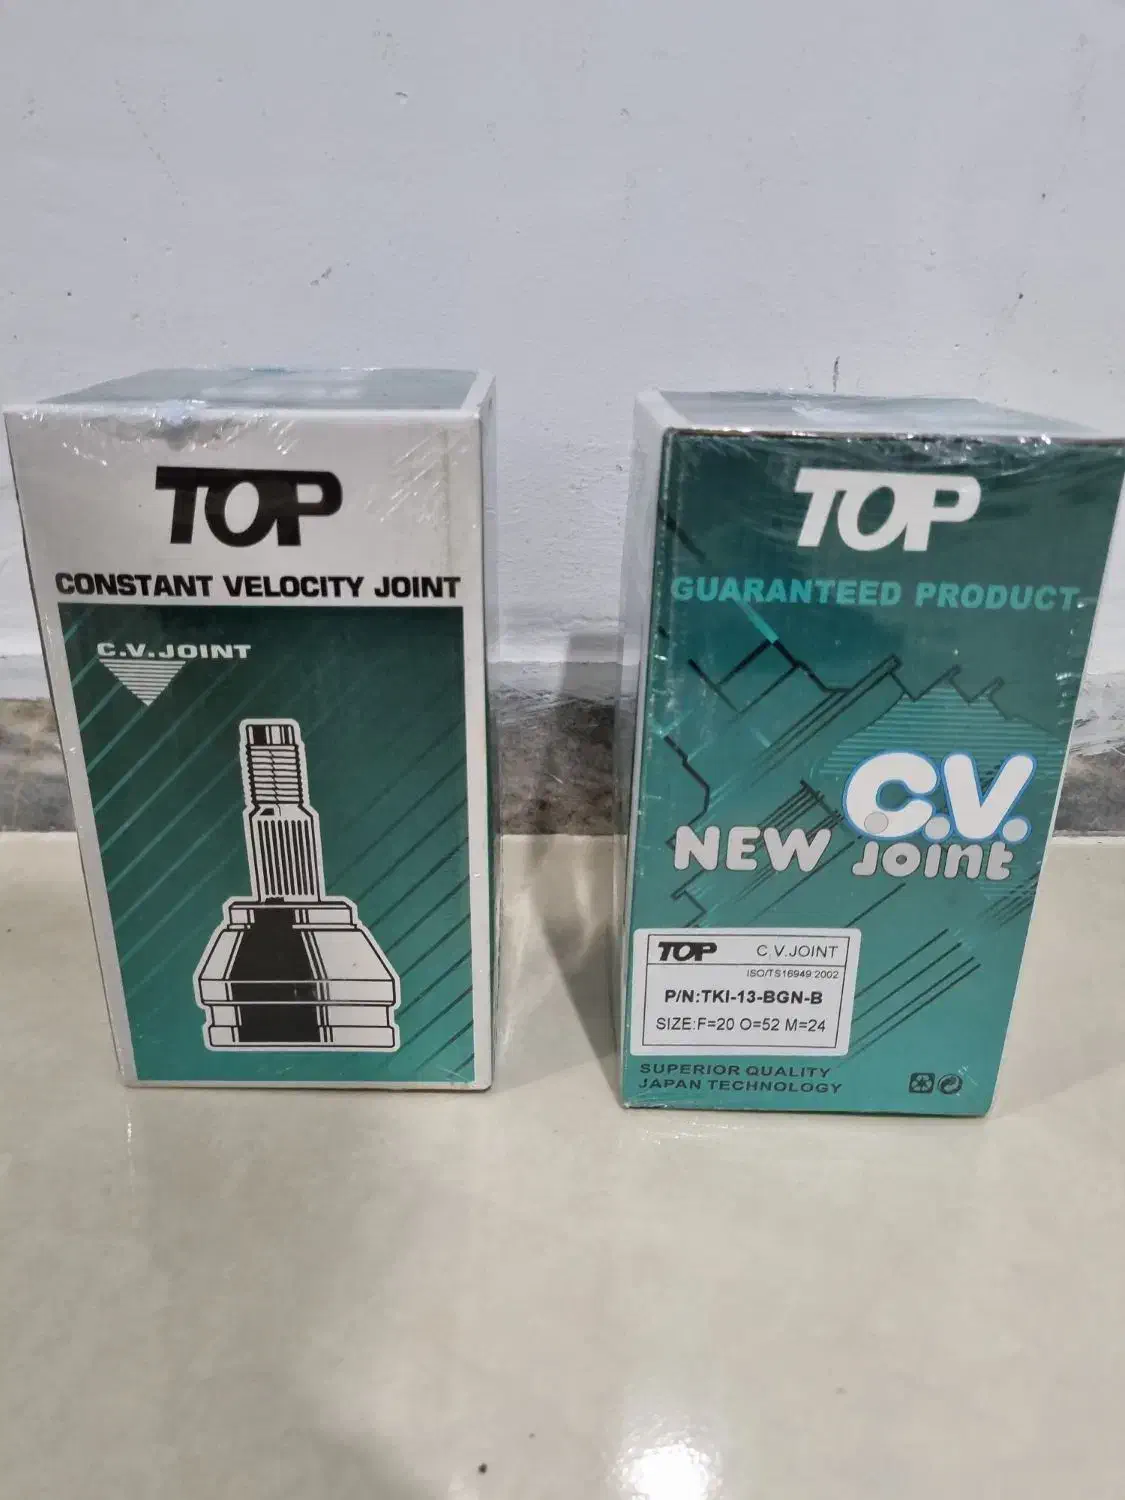 TOP
CONSTANT VELOCITY JOINT
C.V.JOINT
TOP
GUARANTEED PRODUCT
C.V.
NEW Joint
TOP C.V.JOINT
ISO/TS16949:2002
P/N:TKI-13-BGN-B
SIZE:F=20 O=52 M=24
SUPERIOR QUALITY
JAPAN TECHNOLOGY